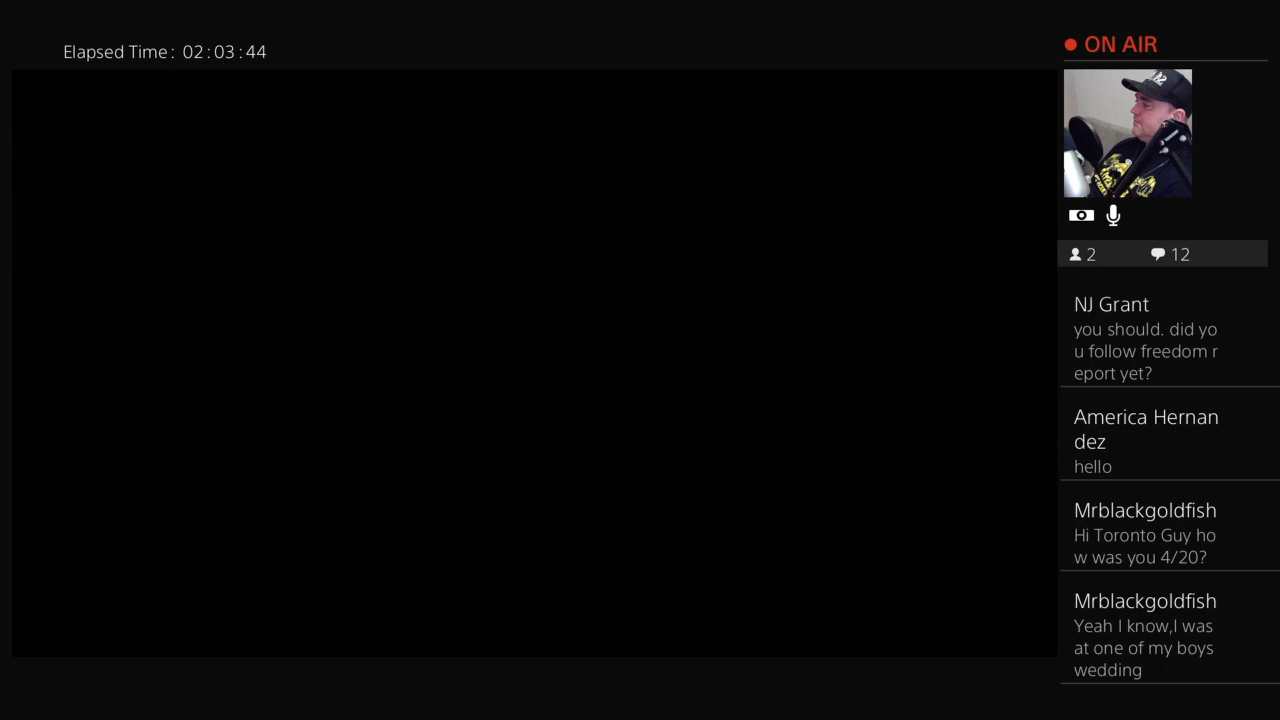 Elapsed Time: 02:03:44
ON AIR
2 12
NJ Grant
you should. did yo
u follow freedom r
eport yet?
America Hernan
dez
hello
Mrblackgoldfish
Hi Toronto Guy ho
w was you 4/20?
Mrblackgoldfish
Yeah I know,I was
at one of my boys
wedding